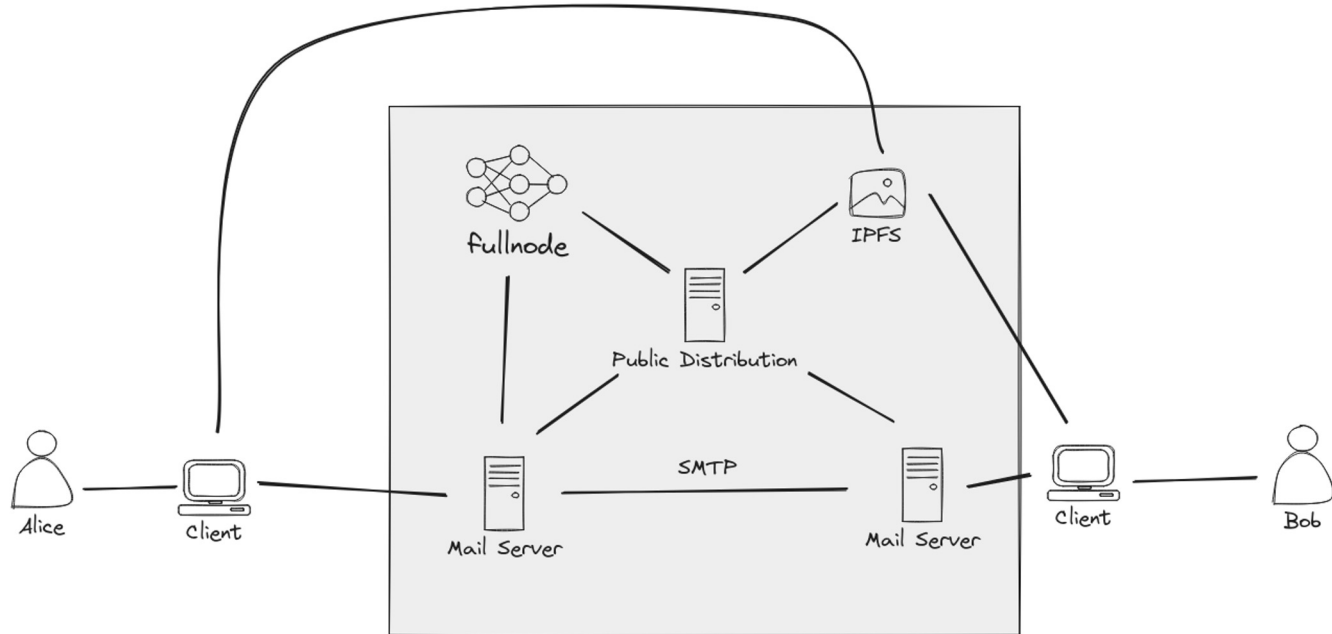 fullnode
IPFS
Public Distribution
SMTP
Alice
Client
Mail Server
Mail Server
Client
Bob